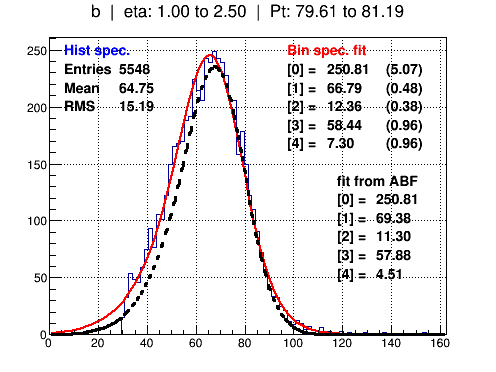 b | eta: 1.00 to 2.50 | Pt: 79.61 to 81.19
Hist spec.
Entries 5548
Mean 64.75
RMS 15.19
Bin spec. fit
[0] = 250.81 (5.07)
[1] = 66.79 (0.48)
[2] = 12.36 (0.38)
[3] = 58.44 (0.96)
[4] = 7.30 (0.96)
fit from ABF
[0] = 250.81
[1] = 69.38
[2] = 11.30
[3] = 57.88
[4] = 4.51
250
200
150
100
50
0
0 20 40 60 80 100 120 140 160